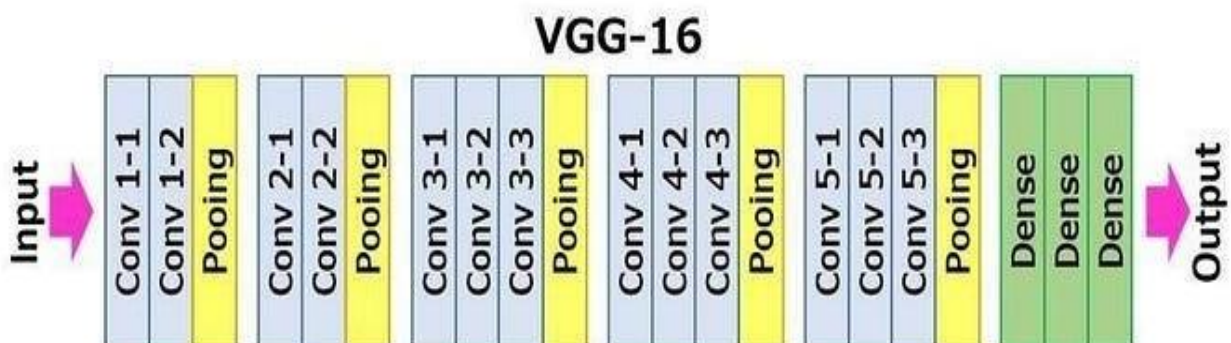 VGG-16
Input
Conv 1-1
Conv 1-2
Pooing
Conv 2-1
Conv 2-2
Pooing
Conv 3-1
Conv 3-2
Conv 3-3
Pooing
Conv 4-1
Conv 4-2
Conv 4-3
Pooing
Conv 5-1
Conv 5-2
Conv 5-3
Pooing
Dense
Dense
Dense
Output